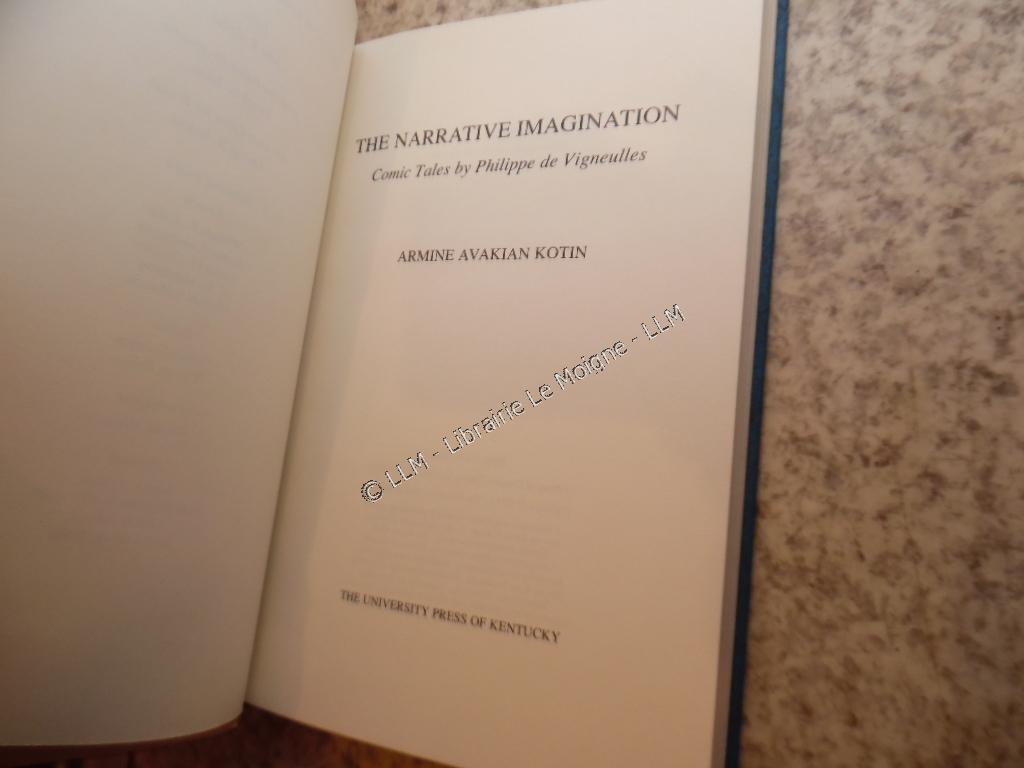 THE NARRATIVE IMAGINATION
Comic Tales by Philippe de Vigneulles
ARMINE AVAKIAN KOTIN
© LLM - Librairie Le Moigne - LLM
THE UNIVERSITY PRESS OF KENTUCKY